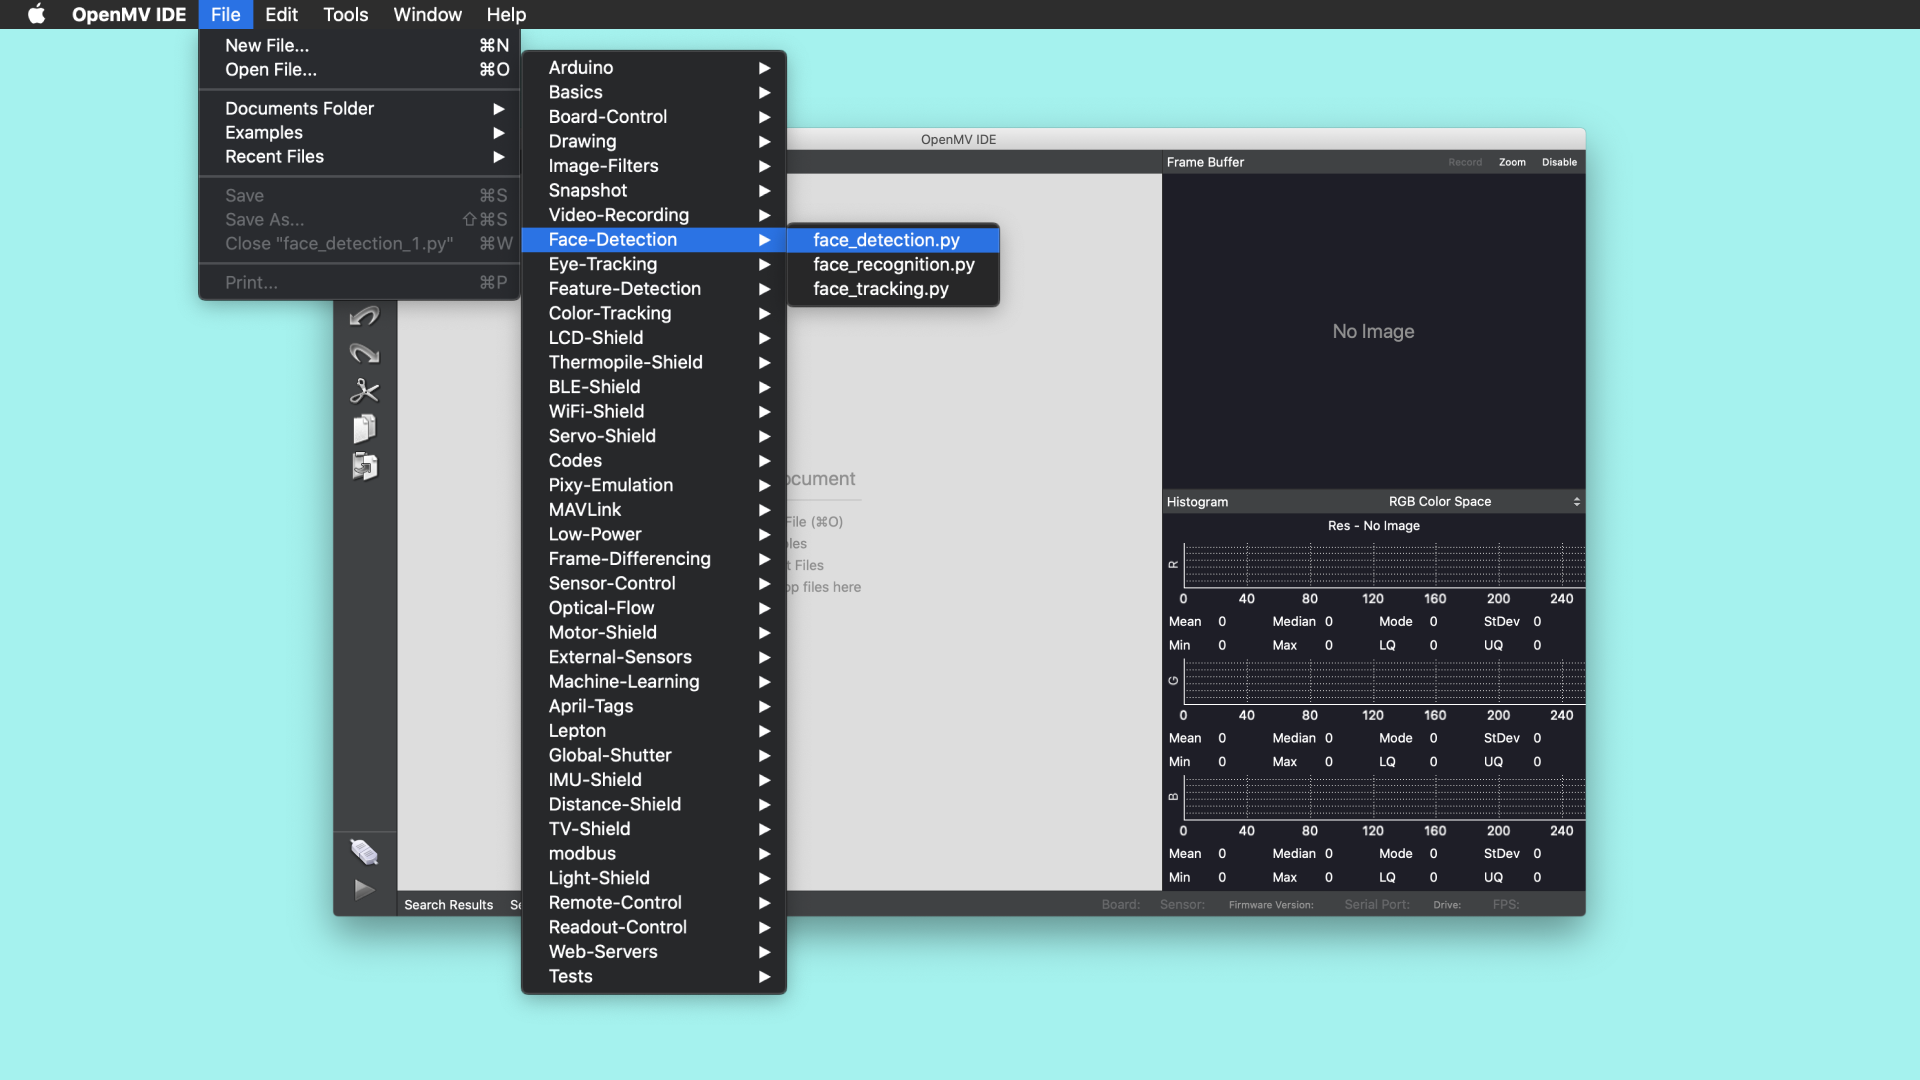 OpenMV IDE File Edit Tools Window Help
New File... ⌘N
Open File... ⌘O
Documents Folder
Examples
Recent Files
Save ⌘S
Save As... ⇧⌘S
Close "face_detection_1.py" ⌘W
Print... ⌘P
Arduino
Basics
Board-Control
Drawing
Image-Filters
Snapshot
Video-Recording
Face-Detection
Eye-Tracking
Feature-Detection
Color-Tracking
LCD-Shield
Thermopile-Shield
BLE-Shield
WiFi-Shield
Servo-Shield
Codes
Pixy-Emulation
MAVLink
Low-Power
Frame-Differencing
Sensor-Control
Optical-Flow
Motor-Shield
External-Sensors
Machine-Learning
April-Tags
Lepton
Global-Shutter
IMU-Shield
Distance-Shield
TV-Shield
modbus
Light-Shield
Remote-Control
Readout-Control
Web-Servers
Tests
face_detection.py
face_recognition.py
face_tracking.py
OpenMV IDE
ocument
File (⌘O)
les
t Files
op files here
Frame Buffer Record Zoom Disable
No Image
Histogram RGB Color Space
Res - No Image
R
0 40 80 120 160 200 240
Mean 0 Median 0 Mode 0 StDev 0
Min 0 Max 0 LQ 0 UQ 0
G
0 40 80 120 160 200 240
Mean 0 Median 0 Mode 0 StDev 0
Min 0 Max 0 LQ 0 UQ 0
B
0 40 80 120 160 200 240
Mean 0 Median 0 Mode 0 StDev 0
Min 0 Max 0 LQ 0 UQ 0
Search Results Se
Board: Sensor: Firmware Version: Serial Port: Drive: FPS: